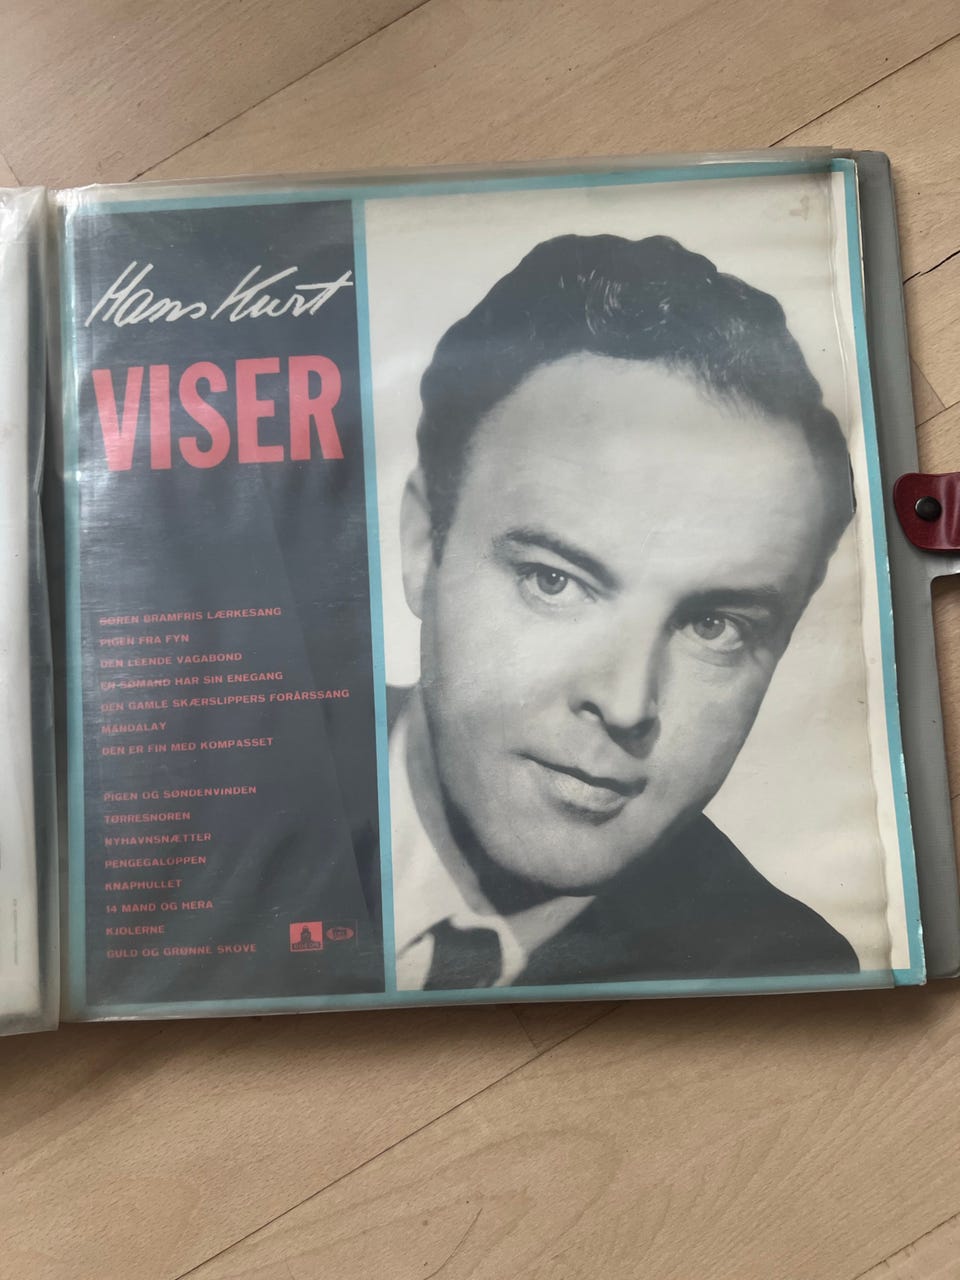 Hans Kurt
VISER
SØREN BRAMFRIS LÆRKESANG
PIGEN FRA FYN
DEN LEENDE VAGABOND
EN SØMAND HAR SIN ENEGANG
DEN GAMLE SKÆRSLIPPERS FORÅRSSANG
MANDALAY
DEN ER FIN MED KOMPASSET
PIGEN OG SØNDENVINDEN
TØRRESNOREN
NYHAVNSNÆTTER
PENGEGALOPPEN
KNAPHULLET
14 MAND OG HERA
KJOLERNE
GULD OG GRØNNE SKOVE
ODEON
EMI